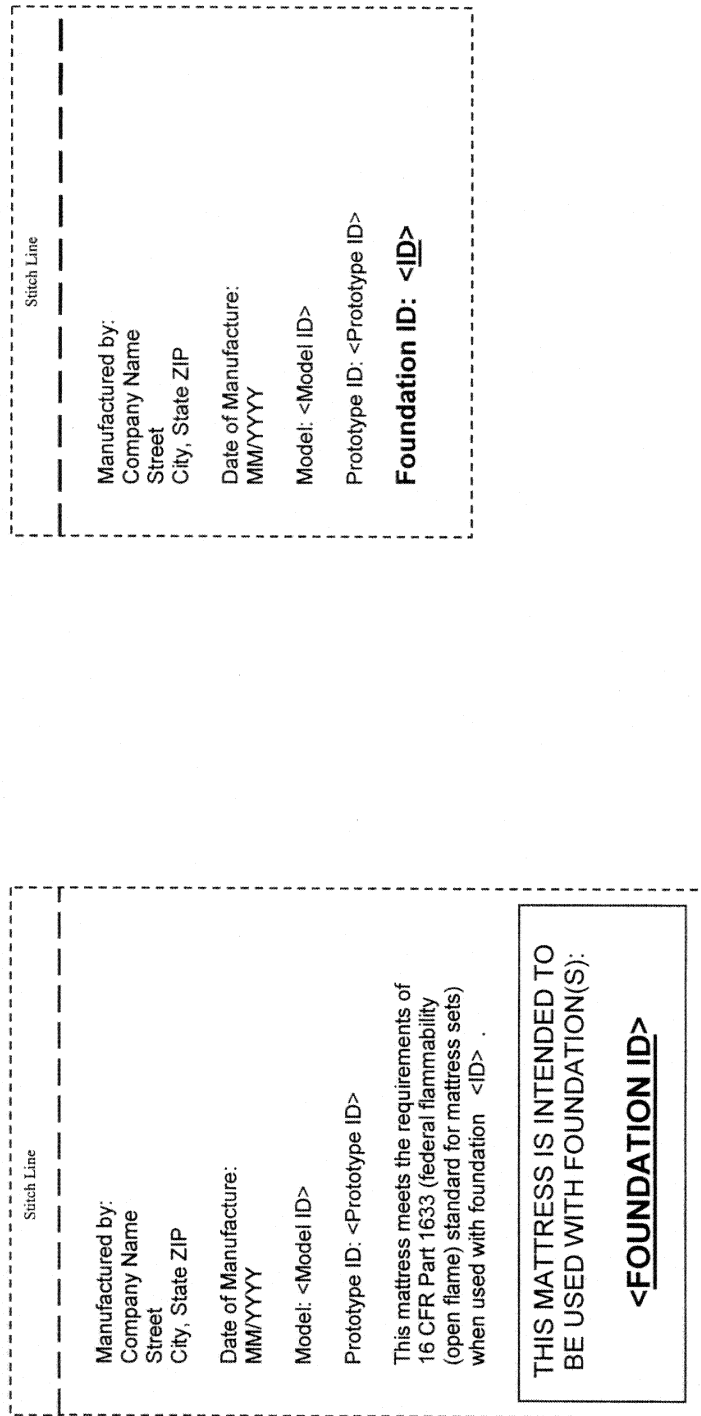 Stitch Line
Manufactured by:
Company Name
Street
City, State ZIP
Date of Manufacture:
MM/YYYY
Model: <Model ID>
Prototype ID: <Prototype ID>
This mattress meets the requirements of
16 CFR Part 1633 (federal flammability
(open flame) standard for mattress sets)
when used with foundation <ID> .
THIS MATTRESS IS INTENDED TO
BE USED WITH FOUNDATION(S):
<FOUNDATION ID>
Stitch Line
Manufactured by:
Company Name
Street
City, State ZIP
Date of Manufacture:
MM/YYYY
Model: <Model ID>
Prototype ID: <Prototype ID>
Foundation ID: <ID>